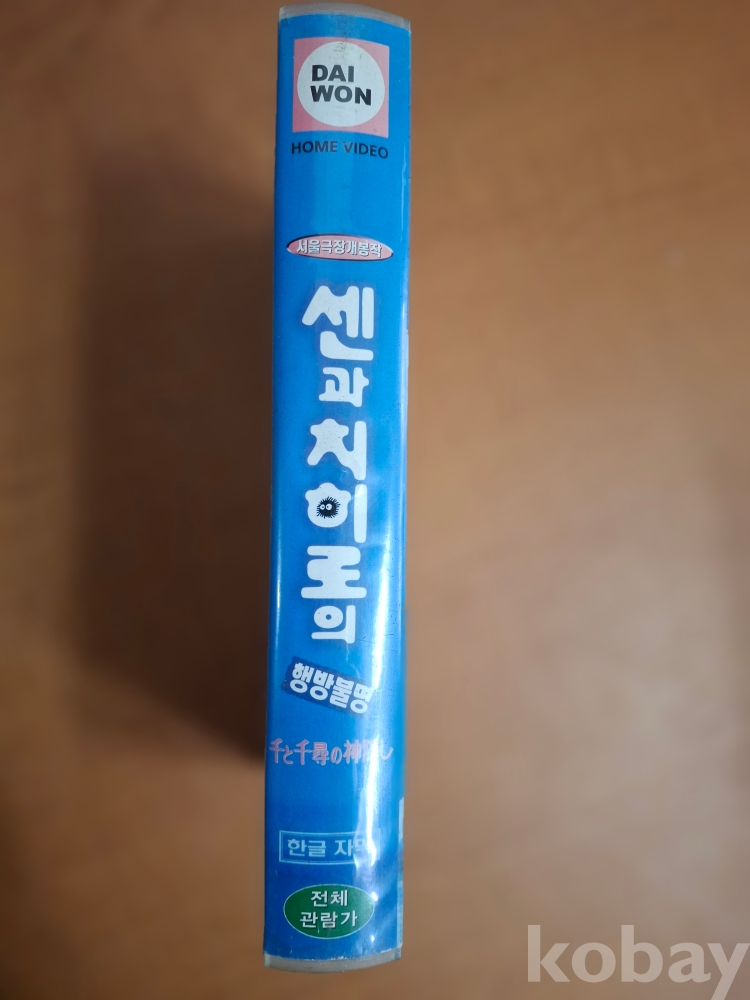 DAI
WON
HOME VIDEO
서울극장개봉작
센과치히로의
행방불명
千と千尋の神隠し
한글 자막
전체
관람가
kobay